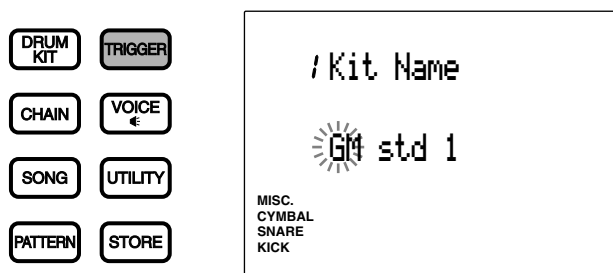 DRUM KIT
TRIGGER
CHAIN
VOICE
SONG
UTILITY
PATTERN
STORE
1 Kit Name
GM std 1
MISC.
CYMBAL
SNARE
KICK